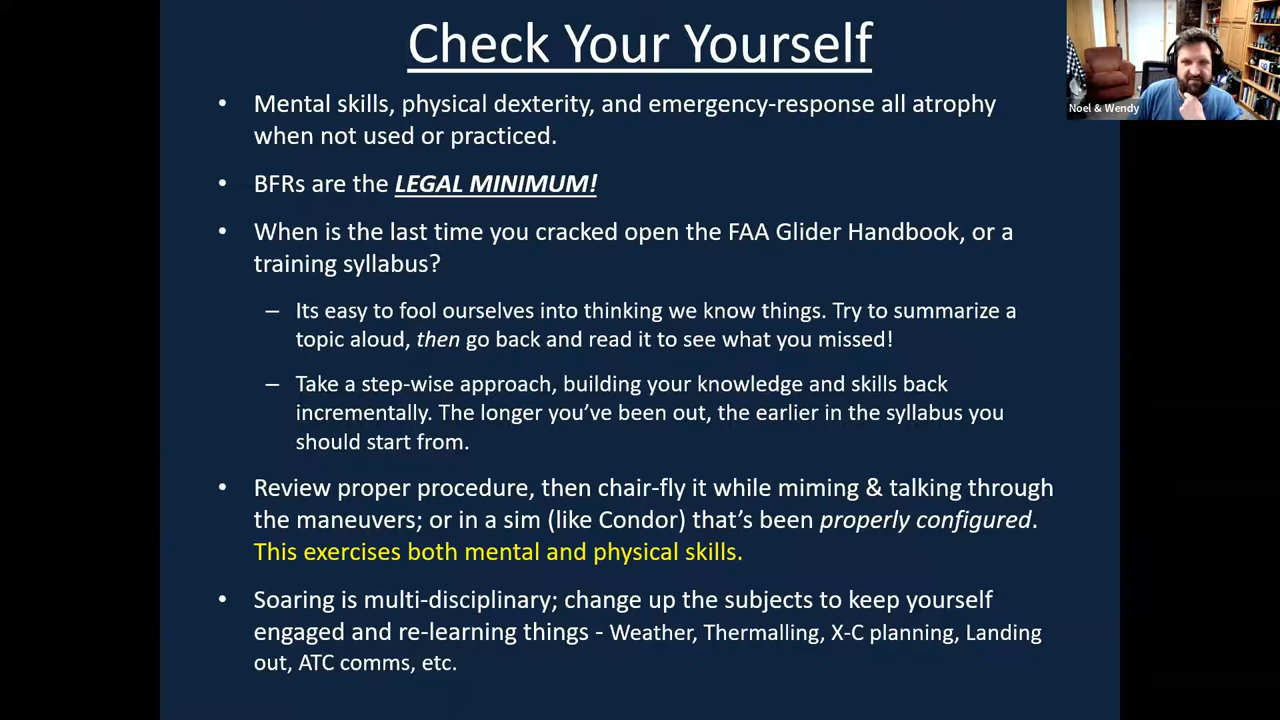 Check Your Yourself
Noel & Wendy
• Mental skills, physical dexterity, and emergency-response all atrophy
when not used or practiced.
• BFRs are the LEGAL MINIMUM!
• When is the last time you cracked open the FAA Glider Handbook, or a
training syllabus?
– Its easy to fool ourselves into thinking we know things. Try to summarize a
topic aloud, then go back and read it to see what you missed!
– Take a step-wise approach, building your knowledge and skills back
incrementally. The longer you’ve been out, the earlier in the syllabus you
should start from.
• Review proper procedure, then chair-fly it while miming & talking through
the maneuvers; or in a sim (like Condor) that’s been properly configured.
This exercises both mental and physical skills.
• Soaring is multi-disciplinary; change up the subjects to keep yourself
engaged and re-learning things - Weather, Thermalling, X-C planning, Landing
out, ATC comms, etc.